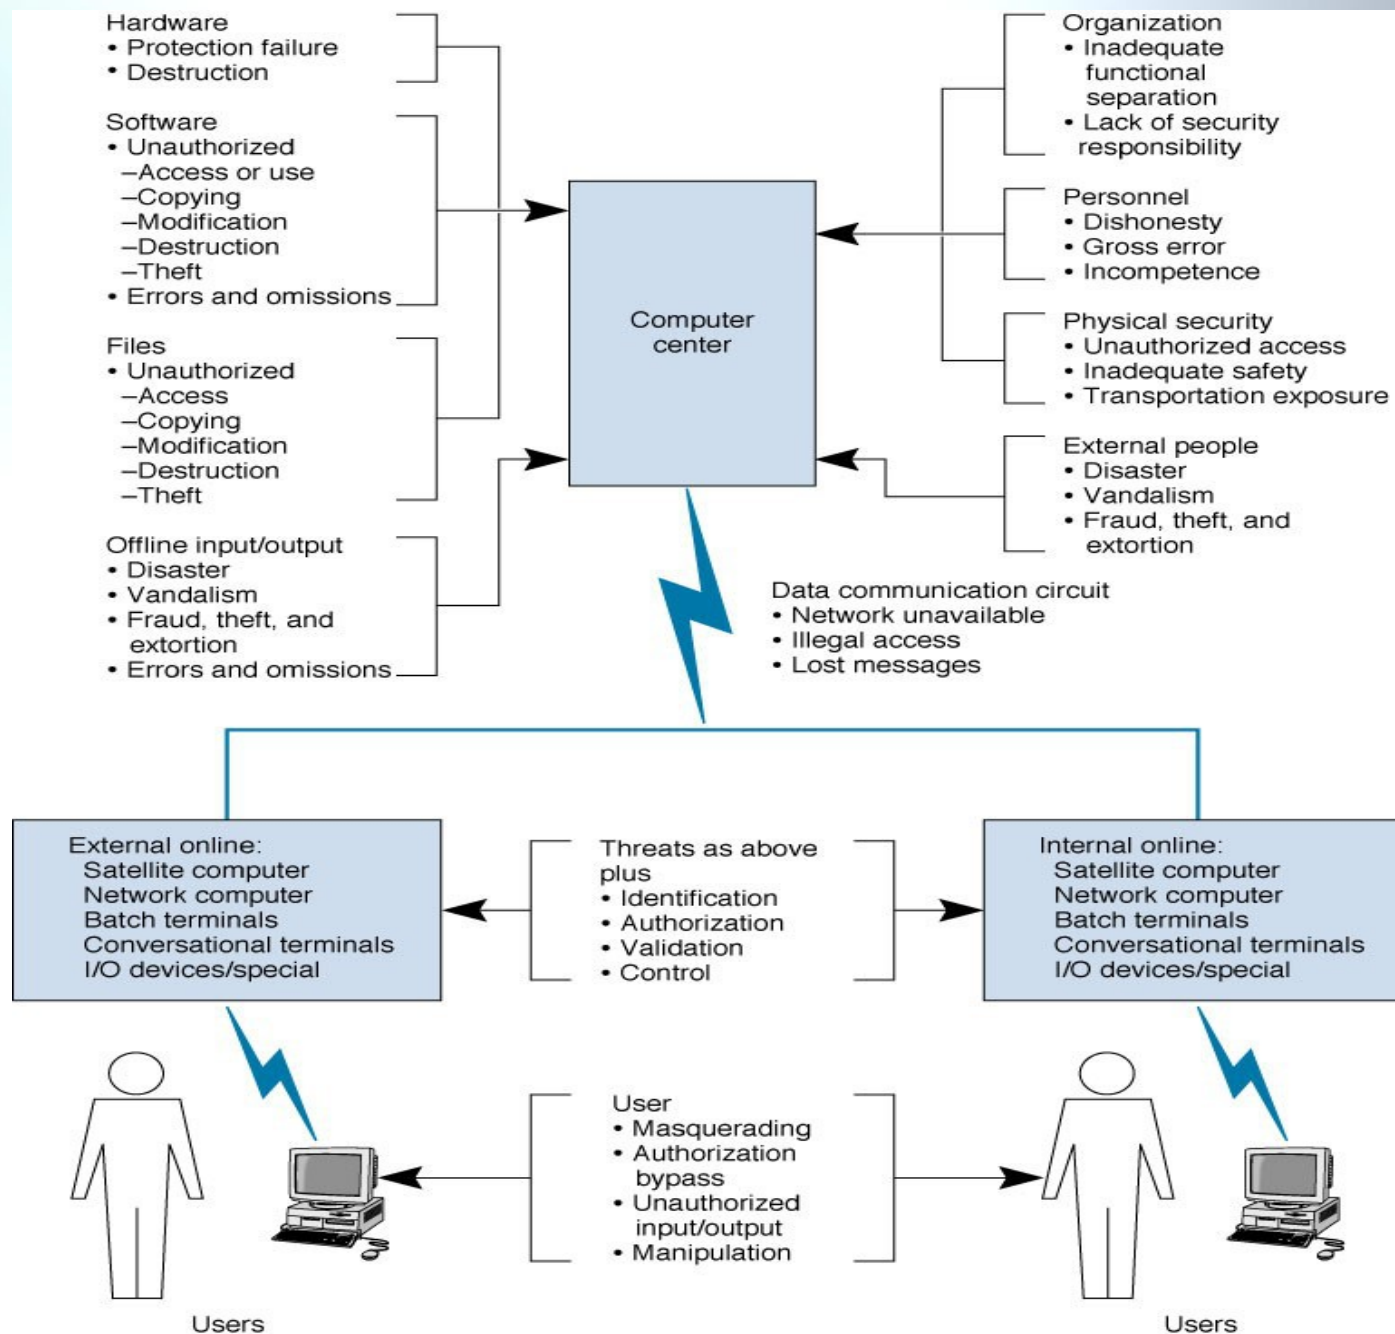 Hardware
• Protection failure
• Destruction
Software
• Unauthorized
–Access or use
–Copying
–Modification
–Destruction
–Theft
• Errors and omissions
Files
• Unauthorized
–Access
–Copying
–Modification
–Destruction
–Theft
Offline input/output
• Disaster
• Vandalism
• Fraud, theft, and
extortion
• Errors and omissions
Computer
center
Organization
• Inadequate
functional
separation
• Lack of security
responsibility
Personnel
• Dishonesty
• Gross error
• Incompetence
Physical security
• Unauthorized access
• Inadequate safety
• Transportation exposure
External people
• Disaster
• Vandalism
• Fraud, theft, and
extortion
Data communication circuit
• Network unavailable
• Illegal access
• Lost messages
External online:
Satellite computer
Network computer
Batch terminals
Conversational terminals
I/O devices/special
Threats as above
plus
• Identification
• Authorization
• Validation
• Control
Internal online:
Satellite computer
Network computer
Batch terminals
Conversational terminals
I/O devices/special
User
• Masquerading
• Authorization
bypass
• Unauthorized
input/output
• Manipulation
Users
Users